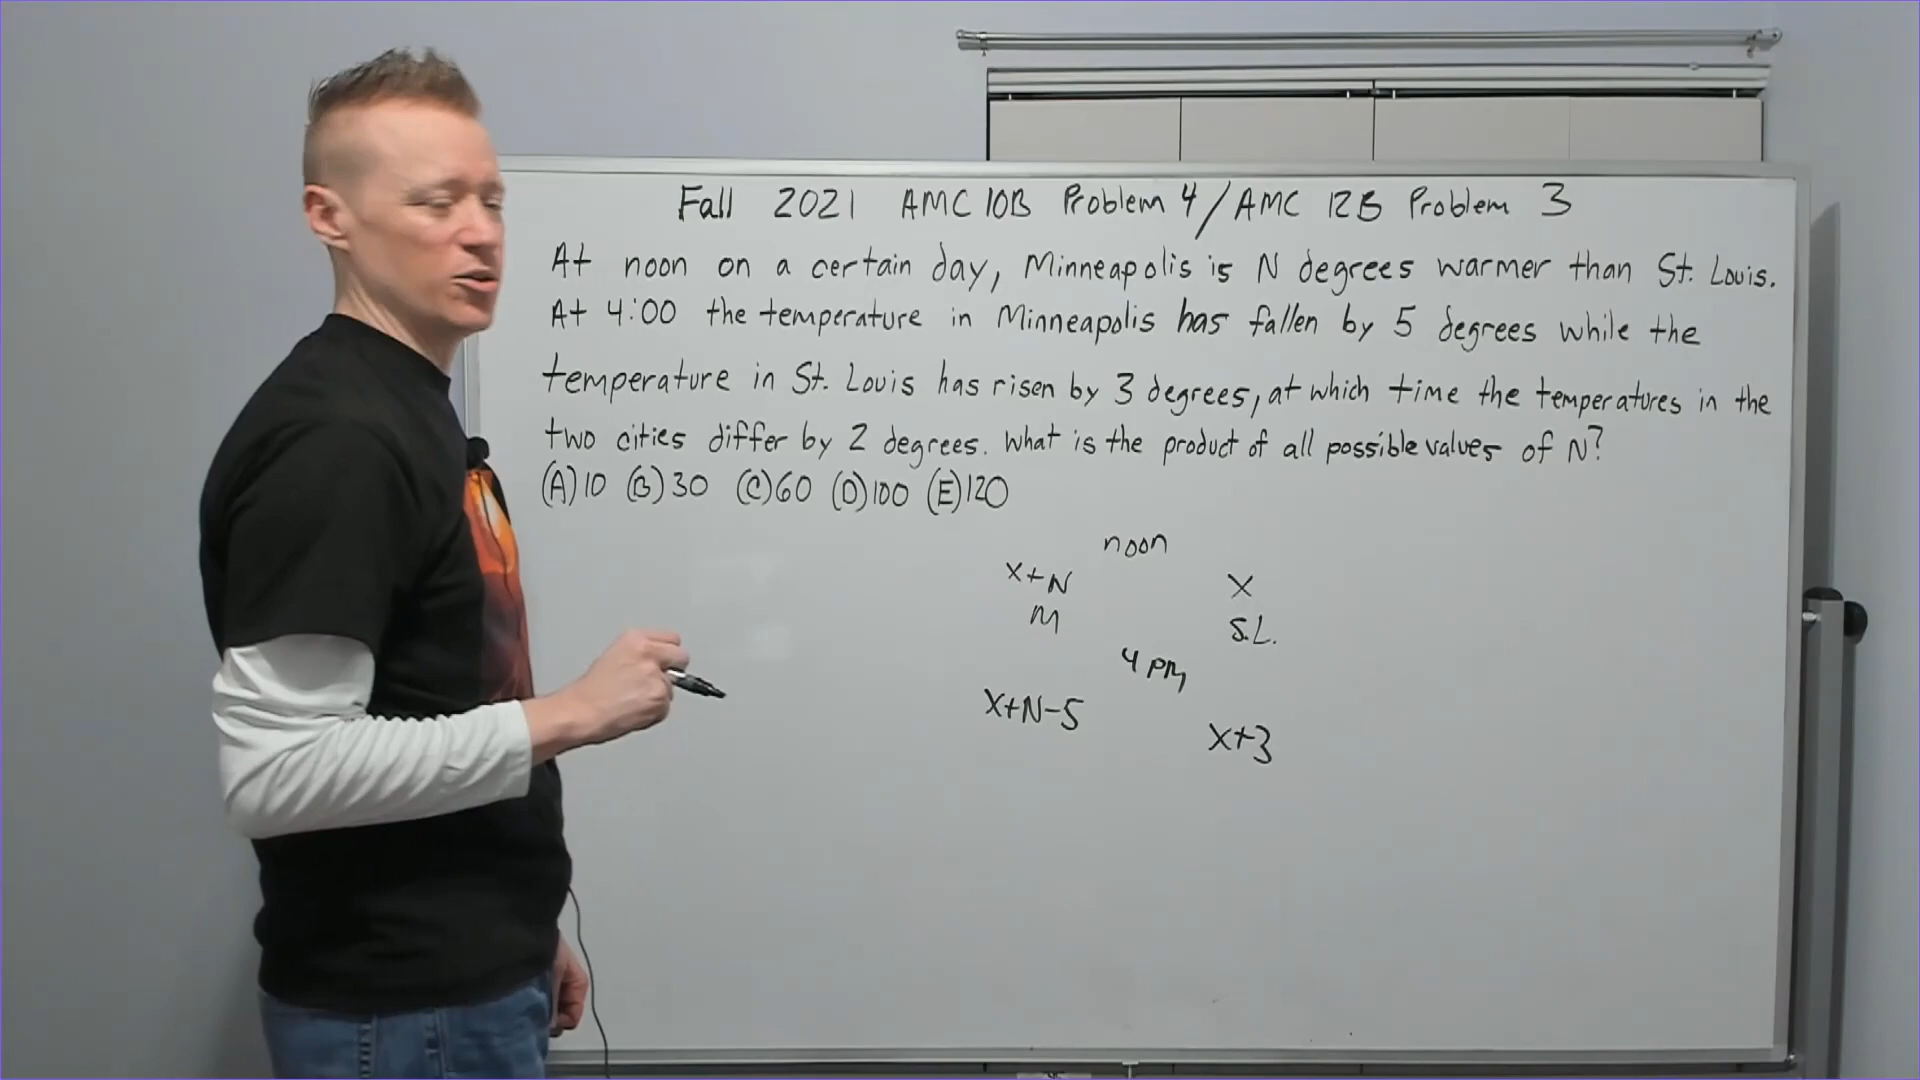 Fall 2021 AMC 10B Problem 4/AMC 12B Problem 3
At noon on a certain day, Minneapolis is N degrees warmer than St. Louis.
At 4:00 the temperature in Minneapolis has fallen by 5 degrees while the
temperature in St. Louis has risen by 3 degrees, at which time the temperatures in the
two cities differ by 2 degrees. What is the product of all possible values of N?
(A) 10 (B) 30 (C) 60 (D) 100 (E) 120
noon
x+N x
M S.L.
4 pm
x+N-5 x+3